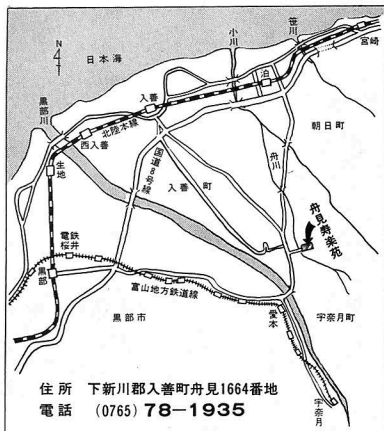 N
日本海
笹川
宮崎
小川
泊
入善
黒部川
北陸本線
西入善
朝日町
生地
国道8号線
入善町
舟川
舟見寿楽苑
電鉄桜井
黒部
富山地方鉄道線
愛本
黒部市
宇奈月町
宇奈月
住所 下新川郡入善町舟見1664番地
電話 (0765) 78-1935